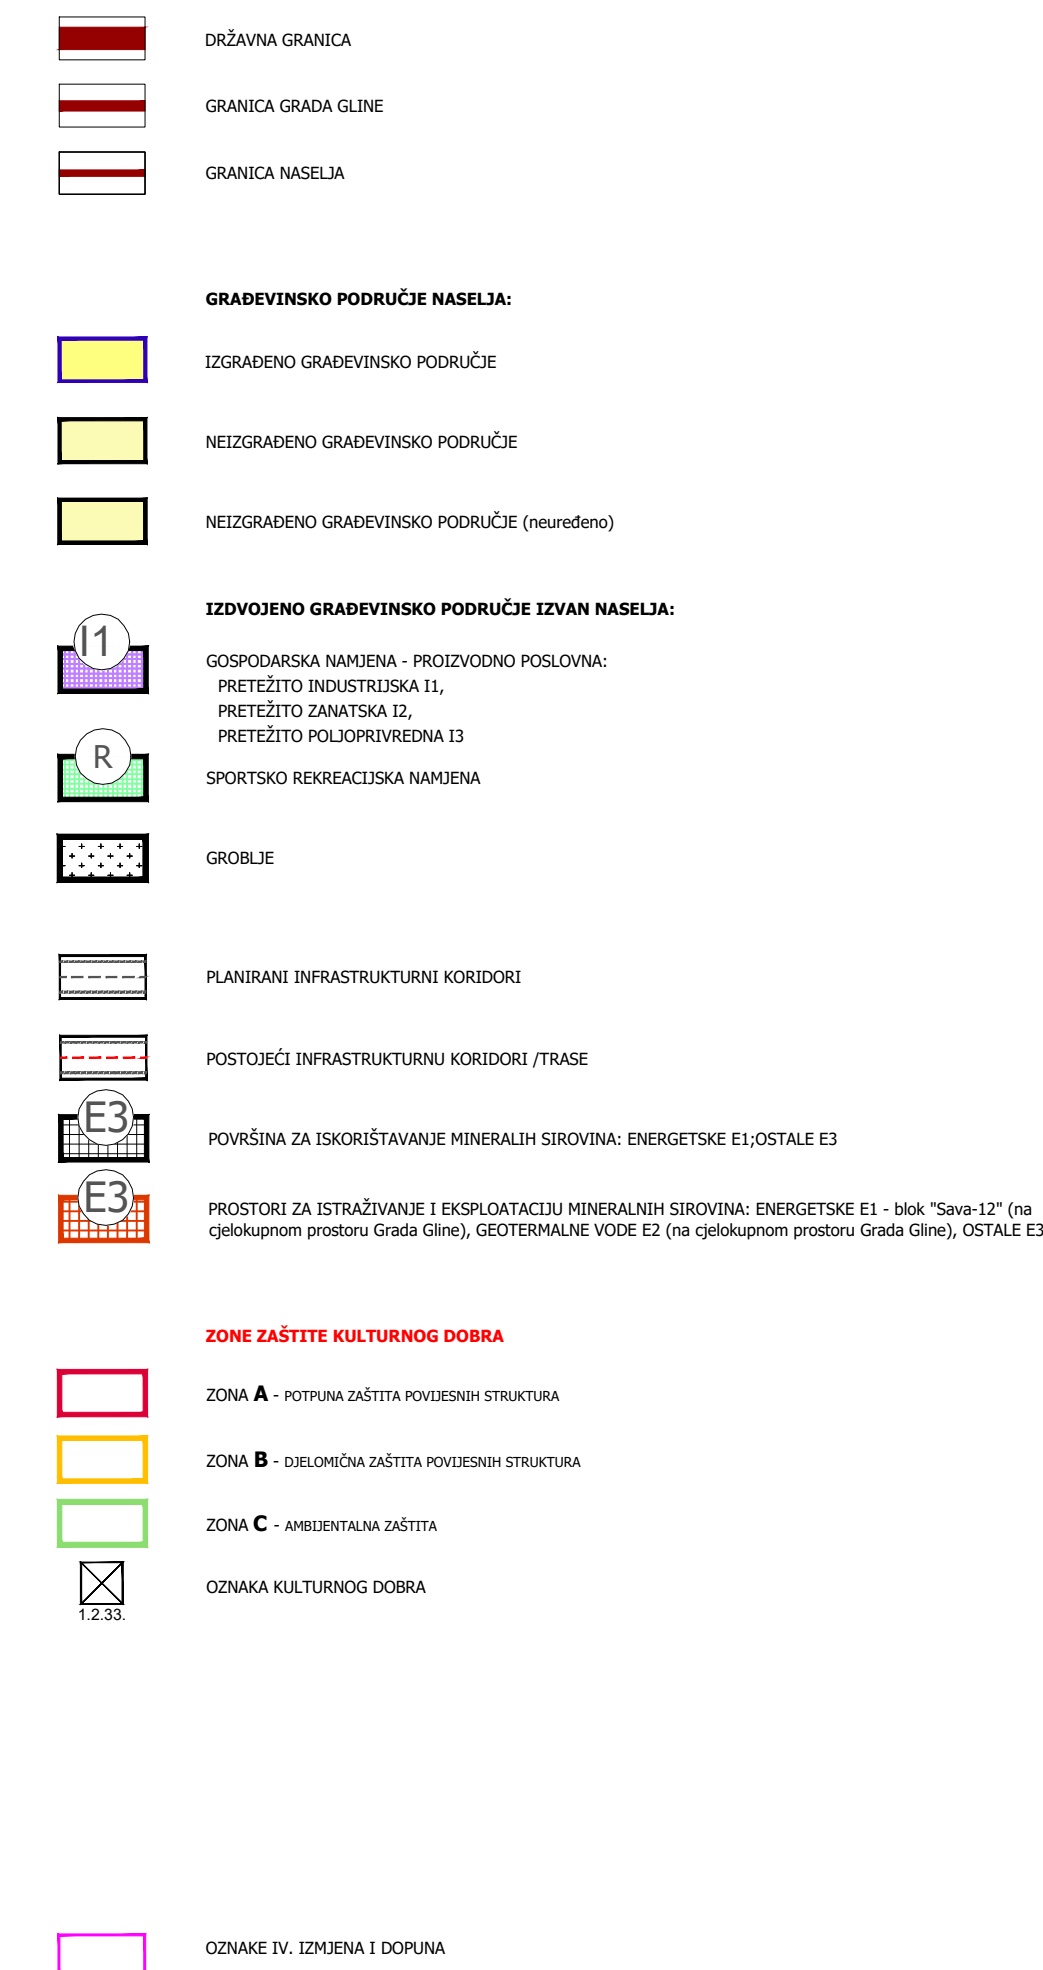 DRŽAVNA GRANICA
GRANICA GRADA GLINE
GRANICA NASELJA
GRAĐEVINSKO PODRUČJE NASELJA:
IZGRAĐENO GRAĐEVINSKO PODRUČJE
NEIZGRAĐENO GRAĐEVINSKO PODRUČJE
NEIZGRAĐENO GRAĐEVINSKO PODRUČJE (neuređeno)
IZDVOJENO GRAĐEVINSKO PODRUČJE IZVAN NASELJA:
I1
GOSPODARSKA NAMJENA - PROIZVODNO POSLOVNA:
PRETEŽITO INDUSTRIJSKA I1,
PRETEŽITO ZANATSKA I2,
PRETEŽITO POLJOPRIVREDNA I3
R
SPORTSKO REKREACIJSKA NAMJENA
GROBLJE
PLANIRANI INFRASTRUKTURNI KORIDORI
POSTOJEĆI INFRASTRUKTURNU KORIDORI /TRASE
E3
POVRŠINA ZA ISKORIŠTAVANJE MINERALIH SIROVINA: ENERGETSKE E1;OSTALE E3
E3
PROSTORI ZA ISTRAŽIVANJE I EKSPLOATACIJU MINERALNIH SIROVINA: ENERGETSKE E1 - blok "Sava-12" (na
cjelokupnom prostoru Grada Gline), GEOTERMALNE VODE E2 (na cjelokupnom prostoru Grada Gline), OSTALE E3
ZONE ZAŠTITE KULTURNOG DOBRA
ZONA A - POTPUNA ZAŠTITA POVIJESNIH STRUKTURA
ZONA B - DJELOMIČNA ZAŠTITA POVIJESNIH STRUKTURA
ZONA C - AMBIJENTALNA ZAŠTITA
OZNAKA KULTURNOG DOBRA
1.2.33.
OZNAKE IV. IZMJENA I DOPUNA